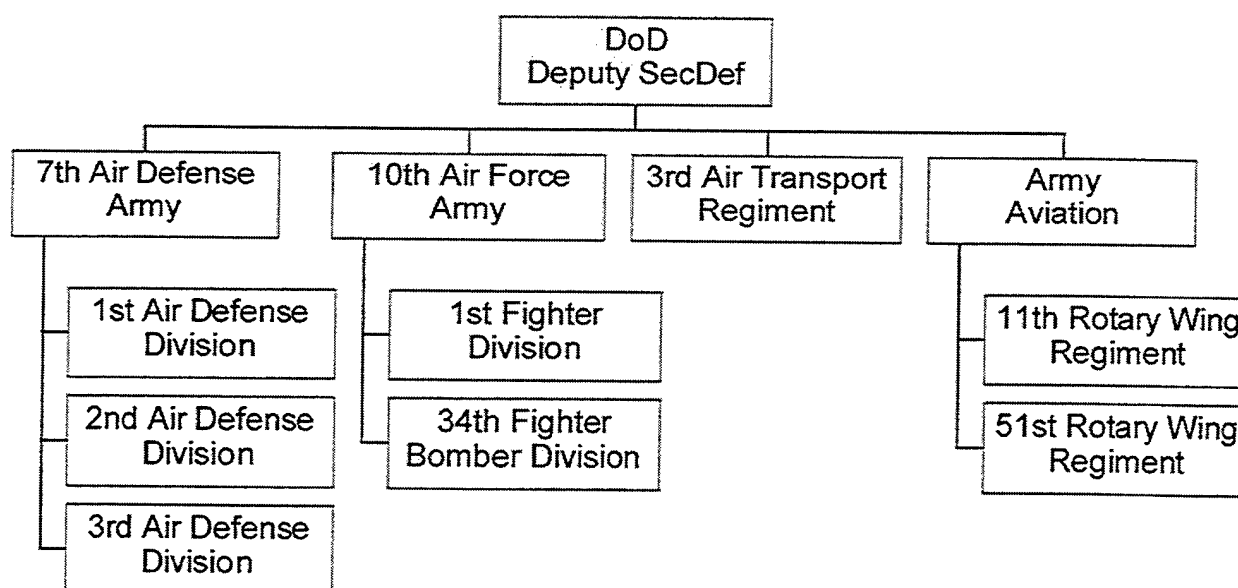 DoD
Deputy SecDef
7th Air Defense
Army
10th Air Force
Army
3rd Air Transport
Regiment
Army
Aviation
1st Air Defense
Division
2nd Air Defense
Division
3rd Air Defense
Division
1st Fighter
Division
34th Fighter
Bomber Division
11th Rotary Wing
Regiment
51st Rotary Wing
Regiment